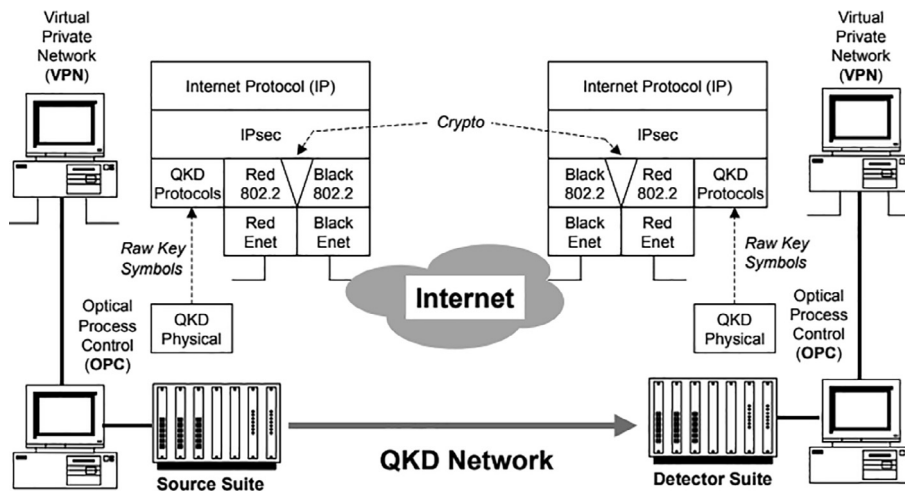 Virtual
Private
Network
(VPN)
Virtual
Private
Network
(VPN)
Internet Protocol (IP)
IPsec
QKD
Protocols
Red
802.2
Black
802.2
Red
Enet
Black
Enet
Crypto
Internet Protocol (IP)
IPsec
Black
802.2
Red
802.2
QKD
Protocols
Black
Enet
Red
Enet
Raw Key
Symbols
Internet
Raw Key
Symbols
Optical
Process
Control
(OPC)
QKD
Physical
QKD
Physical
Optical
Process
Control
(OPC)
Source Suite
QKD Network
Detector Suite